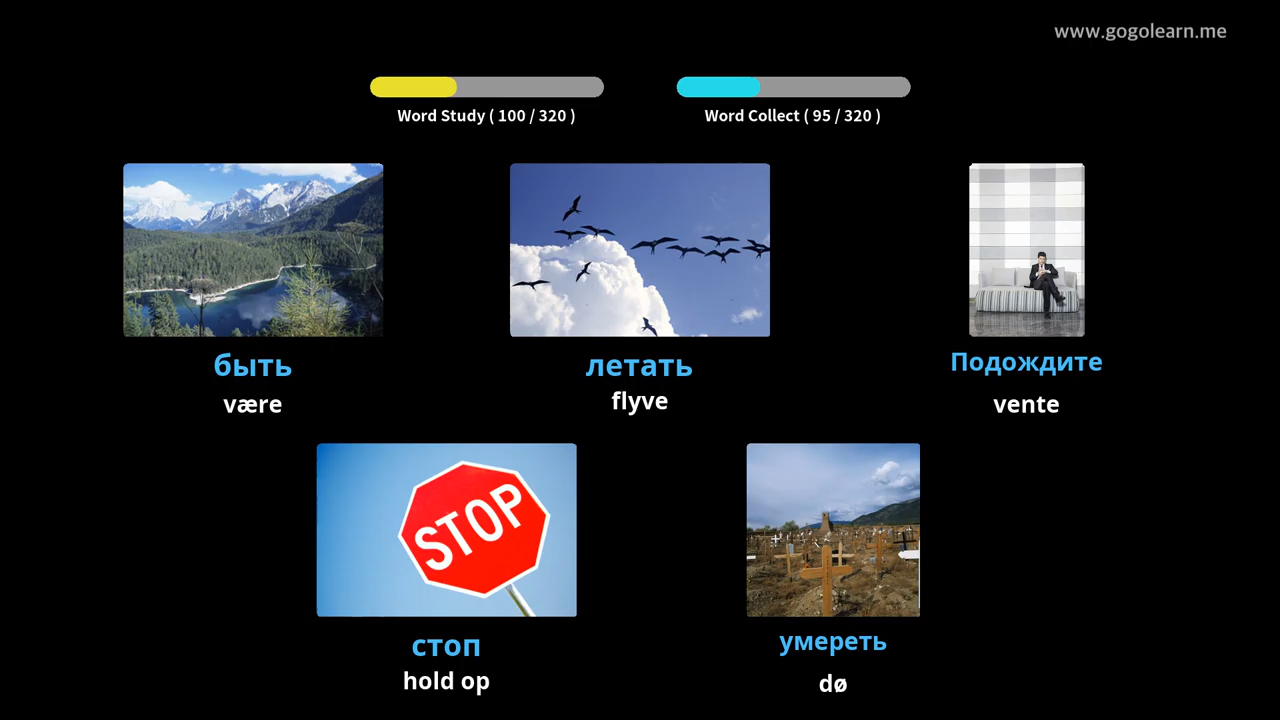 www.gogolearn.me
Word Study ( 100 / 320 )
Word Collect ( 95 / 320 )
быть
være
летать
flyve
Подождите
vente
STOP
стоп
hold op
умереть
dø